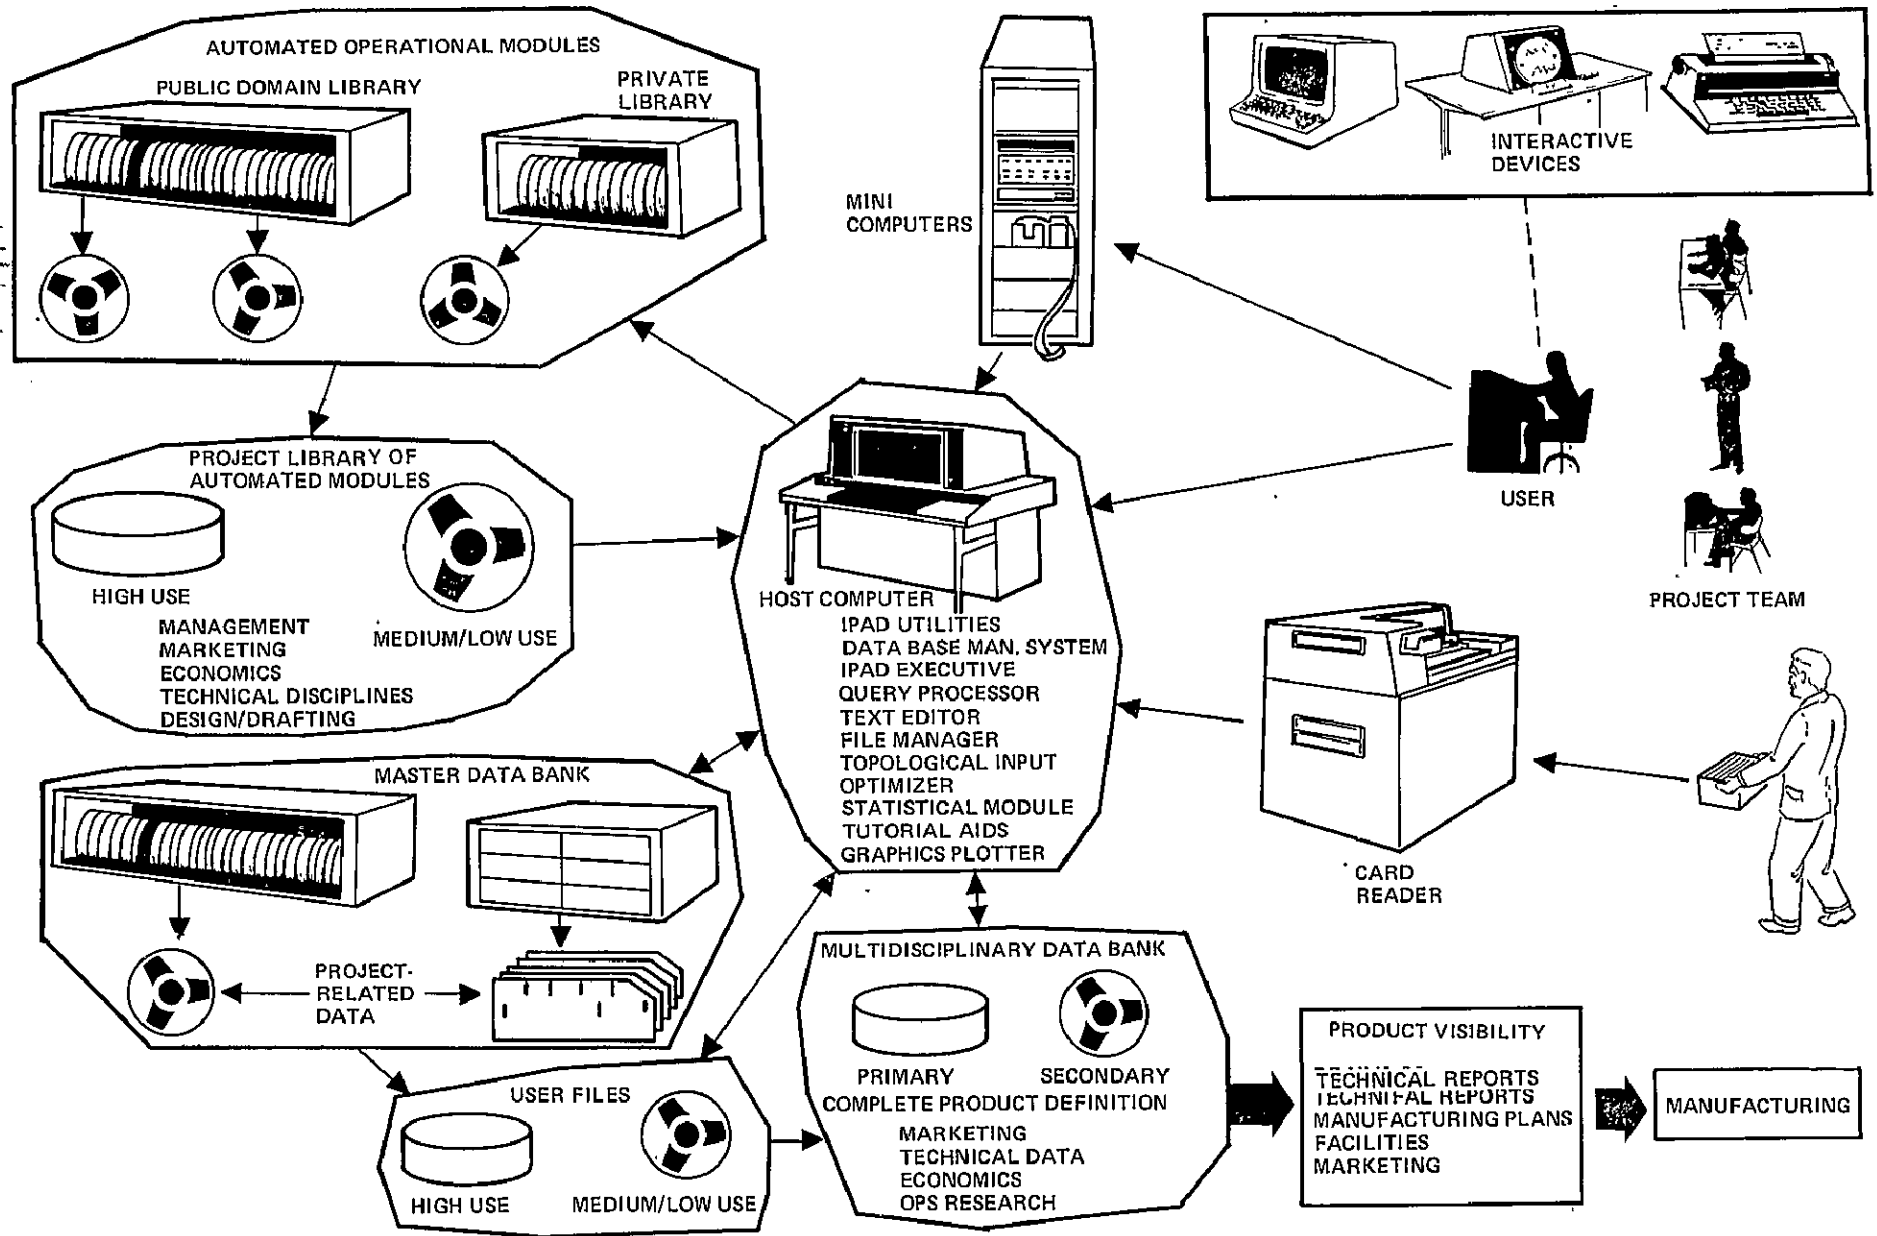 AUTOMATED OPERATIONAL MODULES
PUBLIC DOMAIN LIBRARY
PRIVATE
LIBRARY
MINI
COMPUTERS
INTERACTIVE
DEVICES
USER
PROJECT TEAM
PROJECT LIBRARY OF
AUTOMATED MODULES
HIGH USE
MEDIUM/LOW USE
MANAGEMENT
MARKETING
ECONOMICS
TECHNICAL DISCIPLINES
DESIGN/DRAFTING
HOST COMPUTER
IPAD UTILITIES
DATA BASE MAN. SYSTEM
IPAD EXECUTIVE
QUERY PROCESSOR
TEXT EDITOR
FILE MANAGER
TOPOLOGICAL INPUT
OPTIMIZER
STATISTICAL MODULE
TUTORIAL AIDS
GRAPHICS PLOTTER
CARD
READER
MASTER DATA BANK
PROJECT-
RELATED
DATA
USER FILES
HIGH USE
MEDIUM/LOW USE
MULTIDISCIPLINARY DATA BANK
PRIMARY
SECONDARY
COMPLETE PRODUCT DEFINITION
MARKETING
TECHNICAL DATA
ECONOMICS
OPS RESEARCH
PRODUCT VISIBILITY
TECHNICAL REPORTS
TECHNIFAL REPORTS
MANUFACTURING PLANS
FACILITIES
MARKETING
MANUFACTURING